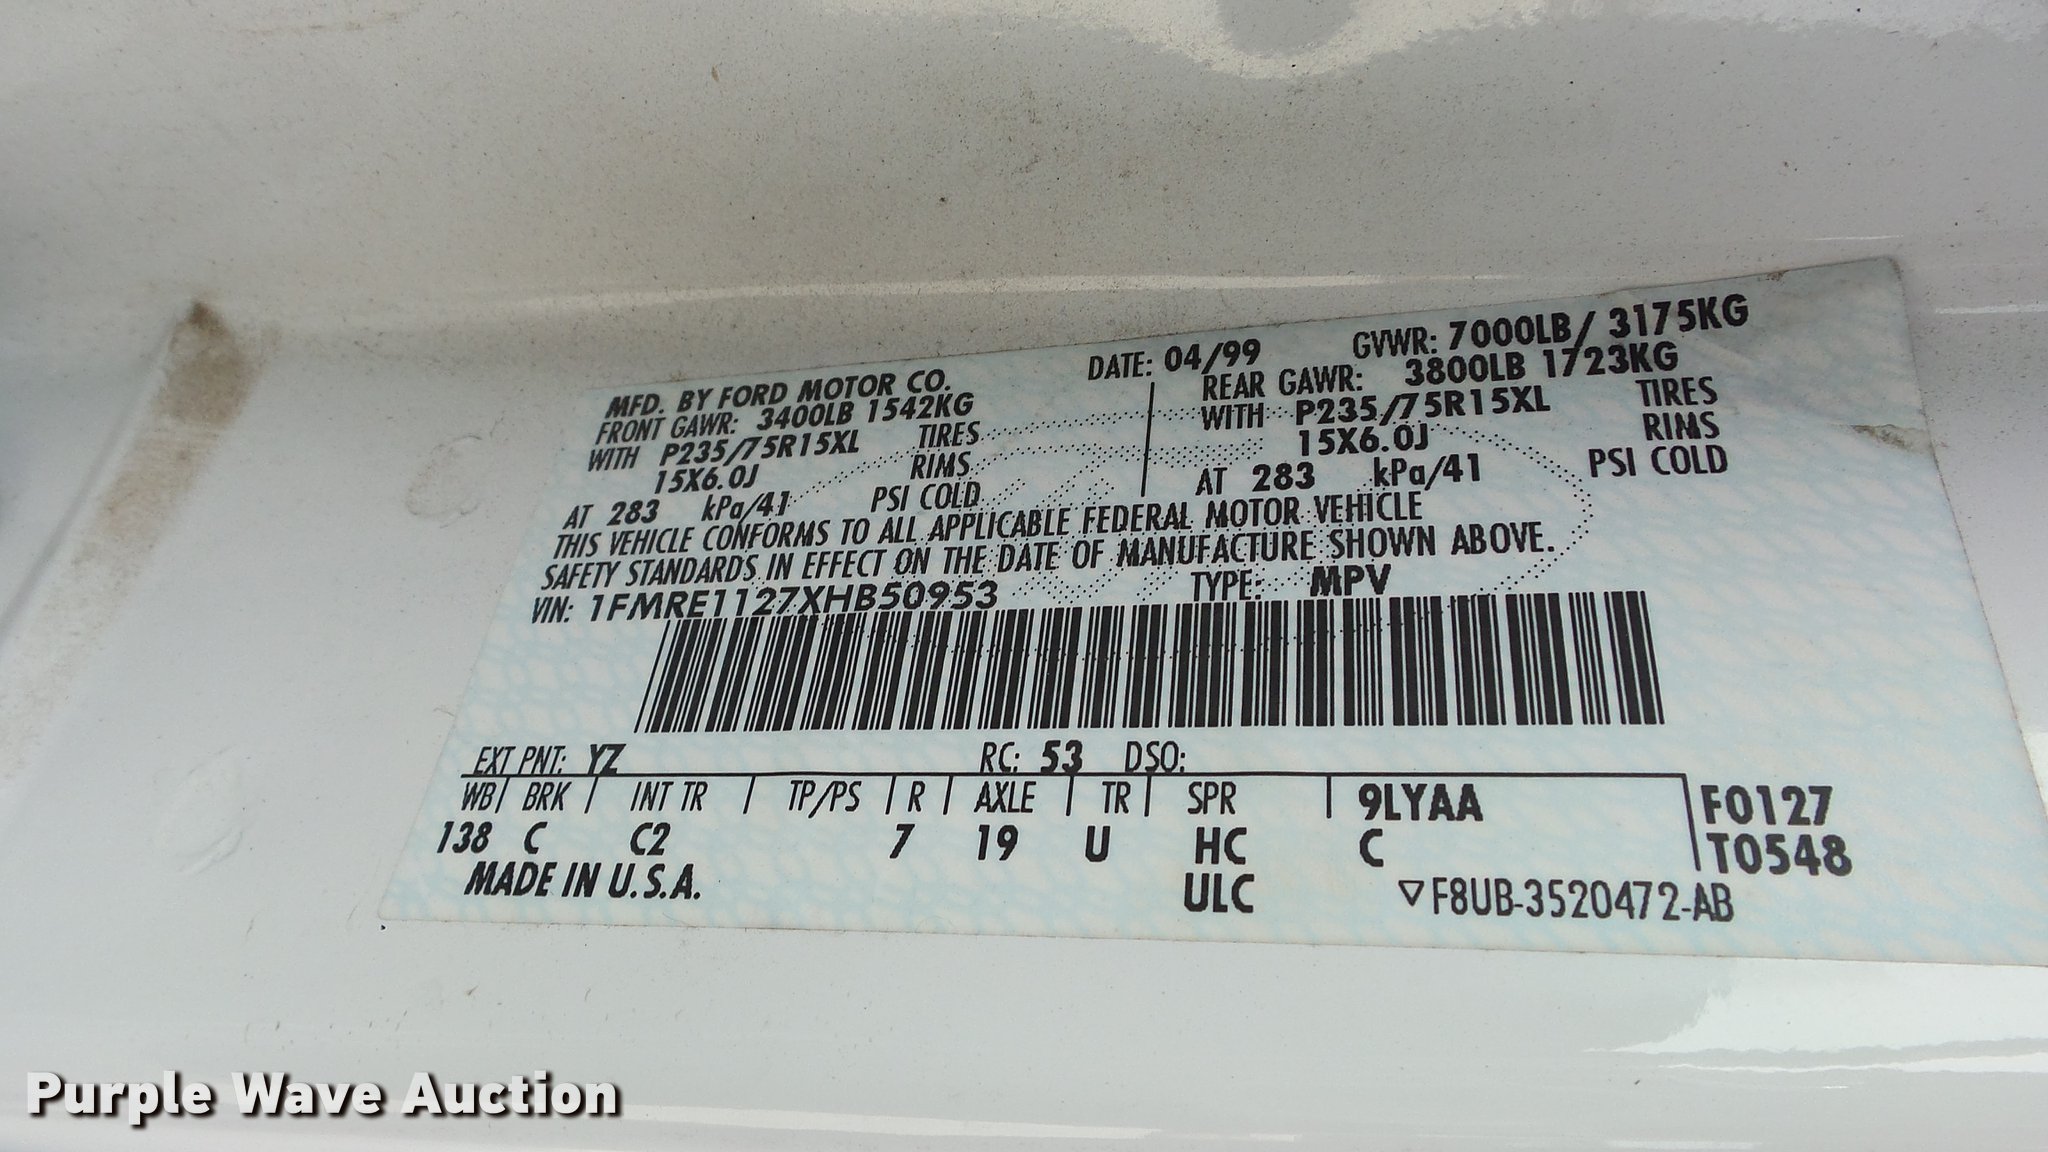 MFD. BY FORD MOTOR CO. DATE: 04/99 GVWR: 7000LB/ 3175KG
FRONT GAWR: 3400LB 1542KG REAR GAWR: 3800LB 1723KG
WITH P235/75R15XL TIRES WITH P235/75R15XL TIRES
15X6.0J RIMS 15X6.0J RIMS
AT 283 kPa/41 PSI COLD AT 283 kPa/41 PSI COLD
THIS VEHICLE CONFORMS TO ALL APPLICABLE FEDERAL MOTOR VEHICLE
SAFETY STANDARDS IN EFFECT ON THE DATE OF MANUFACTURE SHOWN ABOVE.
VIN: 1FMRE1127XHB50953 TYPE: MPV
EXT PNT: YZ RC: 53 DSO:
WB BRK INT TR TP/PS R AXLE TR SPR 9LYAA F0127
138 C C2 7 19 U HC C T0548
MADE IN U.S.A. ULC ▽F8UB-3520472-AB
Purple Wave Auction